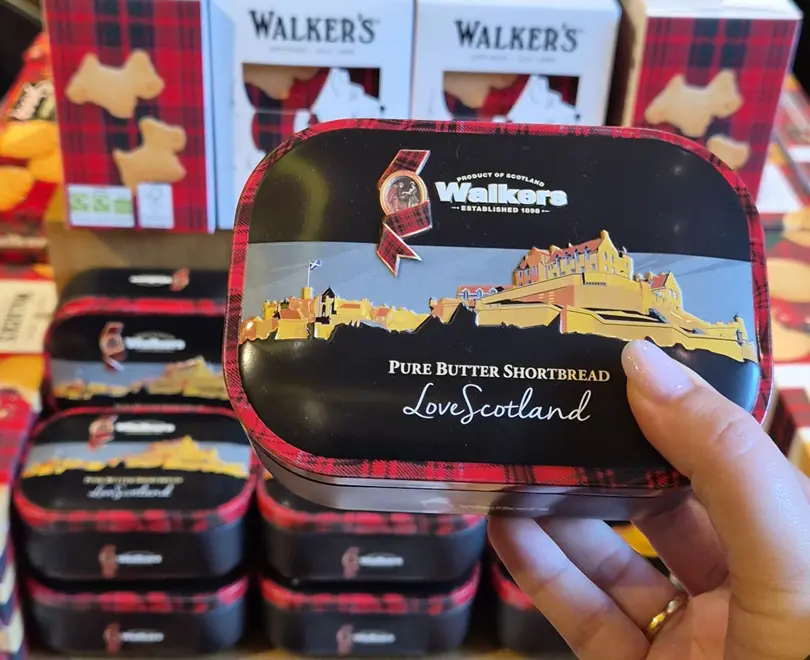 WALKER'S
WALKER'S
PRODUCT OF SCOTLAND
Walkers
ESTABLISHED 1898
PURE BUTTER SHORTBREAD
LoveScotland
Walkers
Walkers
PURE BUTTER SHORTBREAD
LoveScotland
Walkers
Walkers
Walkers
Walkers